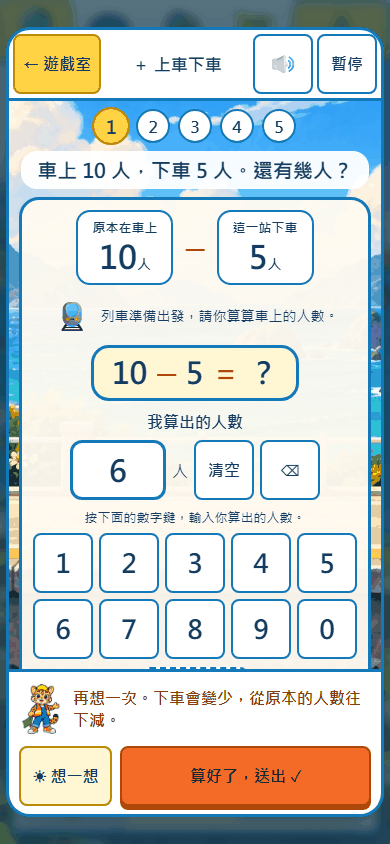 ← 遊戲室
＋ 上車下車
暫停
1 2 3 4 5
車上 10 人，下車 5 人。還有幾人？
原本在車上
10人
−
這一站下車
5人
列車準備出發，請你算算車上的人數。
10 − 5 = ?
我算出的人數
6 人
清空
⌫
按下面的數字鍵，輸入你算出的人數。
1 2 3 4 5
6 7 8 9 0
再想一次。下車會變少，從原本的人數往
下減。
☀ 想一想
算好了，送出 ✓